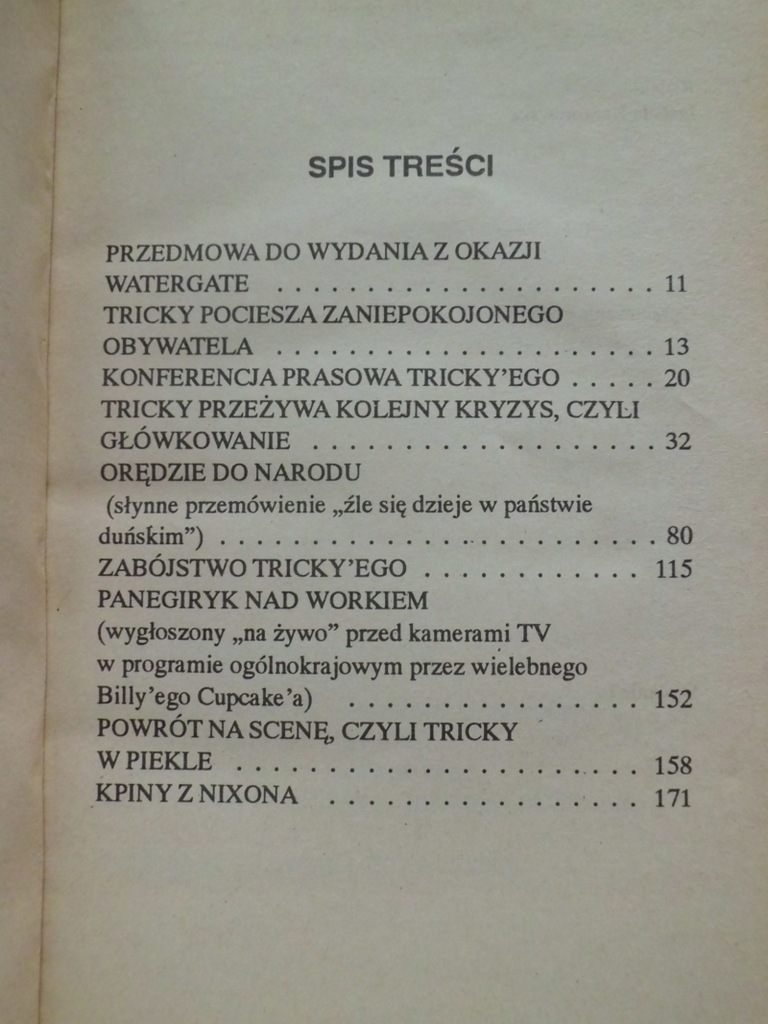 SPIS TREŚCI
PRZEDMOWA DO WYDANIA Z OKAZJI
WATERGATE . . . . . . . . . . . . . . . . . . . . . . 11
TRICKY POCIESZA ZANIEPOKOJONEGO
OBYWATELA . . . . . . . . . . . . . . . . . . . . . . 13
KONFERENCJA PRASOWA TRICKY’EGO . . . . . 20
TRICKY PRZEŻYWA KOLEJNY KRYZYS, CZYLI
GŁÓWKOWANIE . . . . . . . . . . . . . . . . . . . . 32
ORĘDZIE DO NARODU
(słynne przemówienie „źle się dzieje w państwie
duńskim”) . . . . . . . . . . . . . . . . . . . . . . . . . 80
ZABÓJSTWO TRICKY’EGO . . . . . . . . . . . . 115
PANEGIRYK NAD WORKIEM
(wygłoszony „na żywo” przed kamerami TV
w programie ogólnokrajowym przez wielebnego
Billy’ego Cupcake’a) . . . . . . . . . . . . . . . . . 152
POWRÓT NA SCENĘ, CZYLI TRICKY
W PIEKLE . . . . . . . . . . . . . . . . . . . . . . . 158
KPINY Z NIXONA . . . . . . . . . . . . . . . . . . 171